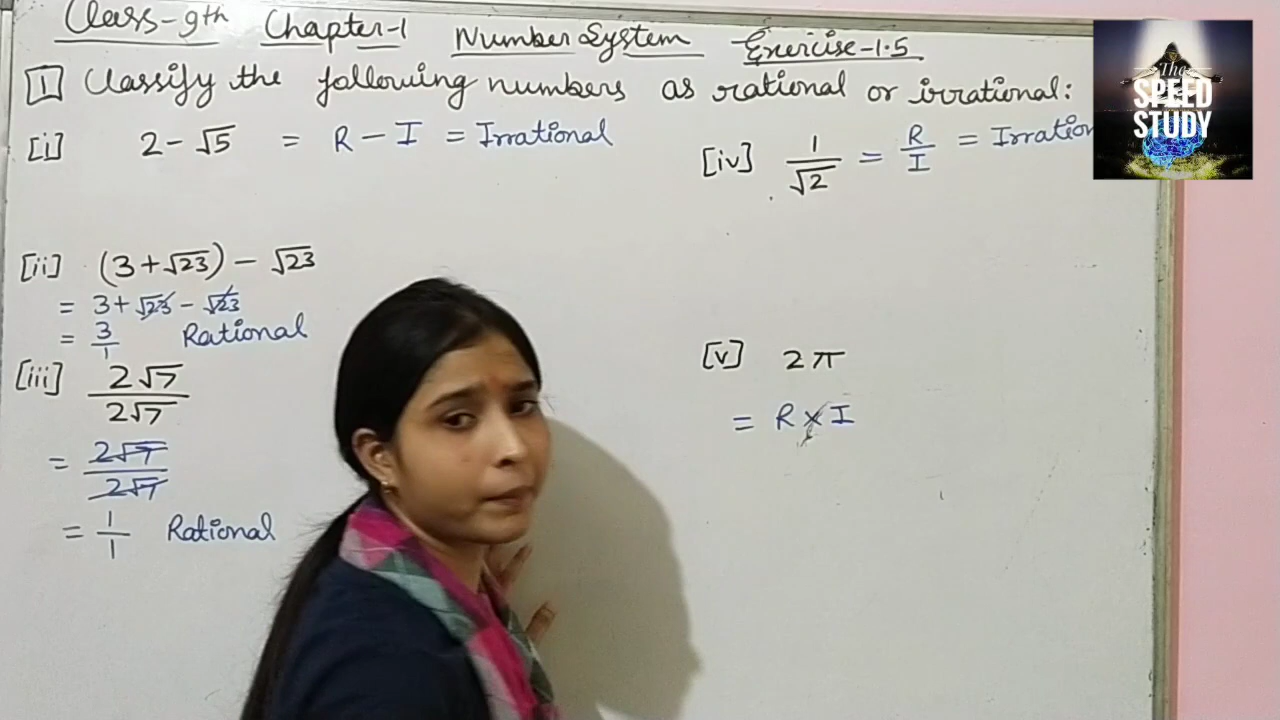 Class-9th Chapter-1 Number System Exercise-1.5
1 Classify the following numbers as rational or irrational:
[i] 2-√5 = R-I = Irrational
[ii] (3+√23)-√23
= 3+√23-√23
= 3/1 Rational
[iii] 2√7/2√7
= 2√7/2√7
= 1/1 Rational
[iv] 1/√2 = R/I = Irration
[v] 2π
= R×I
The
SPEED
STUDY